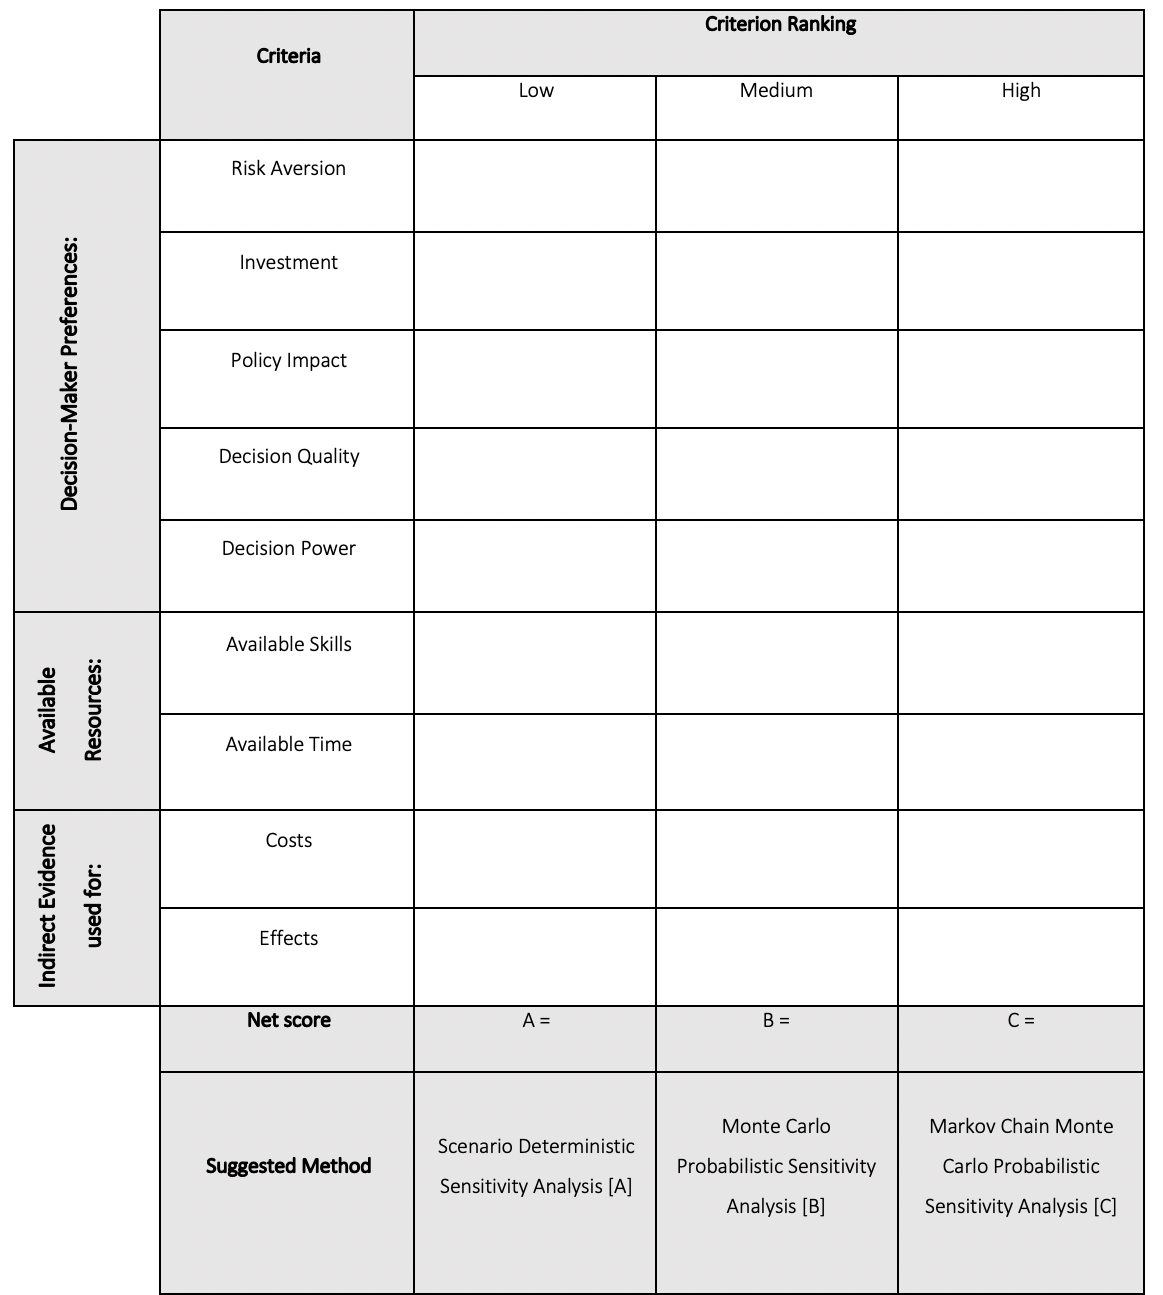 Criteria
Criterion Ranking
Low
Medium
High
Decision-Maker Preferences:
Risk Aversion
Investment
Policy Impact
Decision Quality
Decision Power
Available
Resources:
Available Skills
Available Time
Indirect Evidence
used for:
Costs
Effects
Net score
A =
B =
C =
Suggested Method
Scenario Deterministic
Sensitivity Analysis [A]
Monte Carlo
Probabilistic Sensitivity
Analysis [B]
Markov Chain Monte
Carlo Probabilistic
Sensitivity Analysis [C]